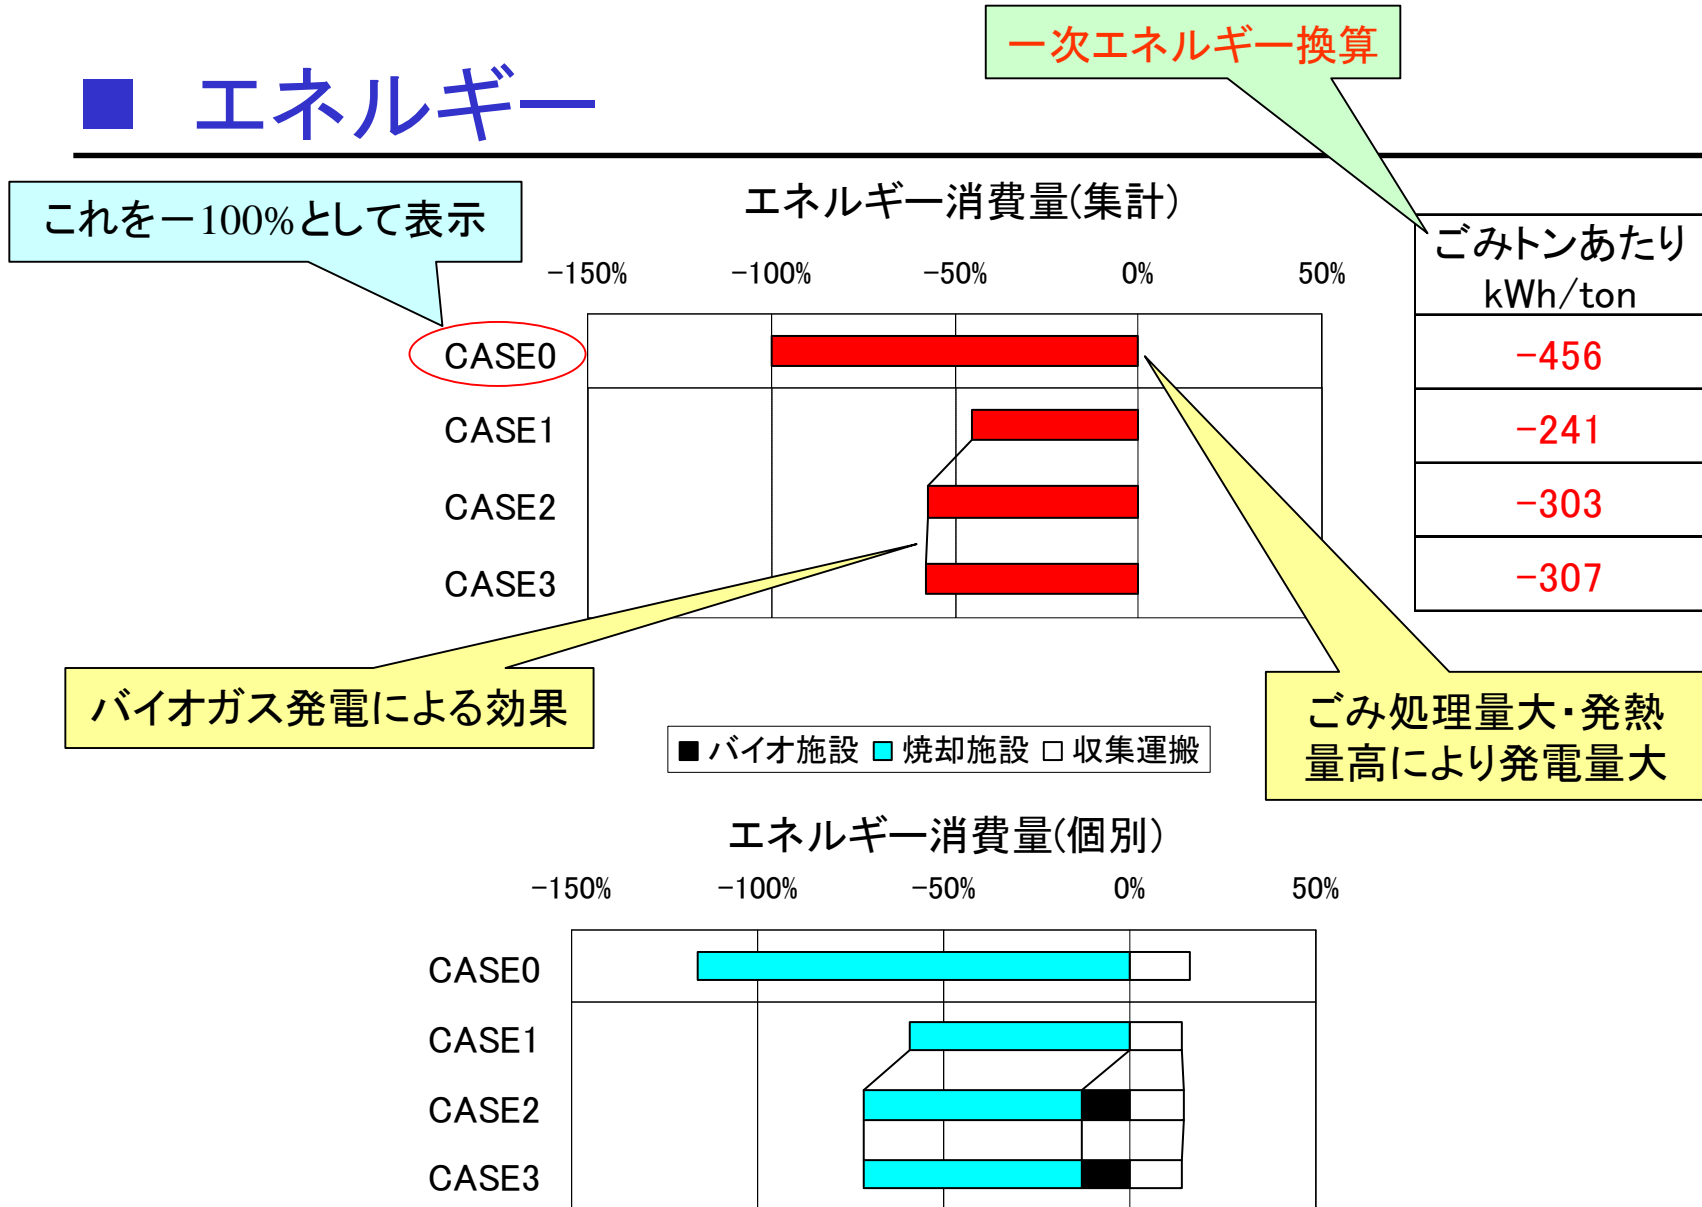 一次エネルギー換算
■ エネルギー
これを－100%として表示
エネルギー消費量(集計)
ごみトンあたり
kWh/ton
-150% -100% -50% 0% 50%
CASE0 -456
CASE1 -241
CASE2 -303
CASE3 -307
バイオガス発電による効果
ごみ処理量大・発熱
量高により発電量大
■ バイオ施設 □ 焼却施設 □ 収集運搬
エネルギー消費量(個別)
-150% -100% -50% 0% 50%
CASE0
CASE1
CASE2
CASE3